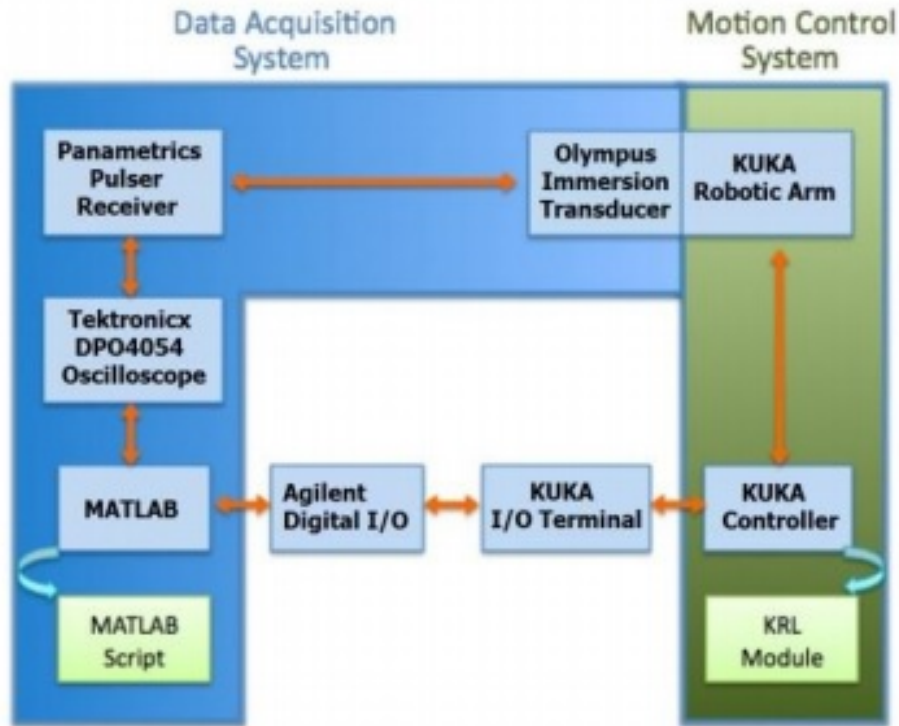 Data Acquisition
System
Motion Control
System
Panametrics
Pulser
Receiver
Olympus
Immersion
Transducer
KUKA
Robotic Arm
Tektronicx
DPO4054
Oscilloscope
MATLAB
Agilent
Digital I/O
KUKA
I/O Terminal
KUKA
Controller
MATLAB
Script
KRL
Module